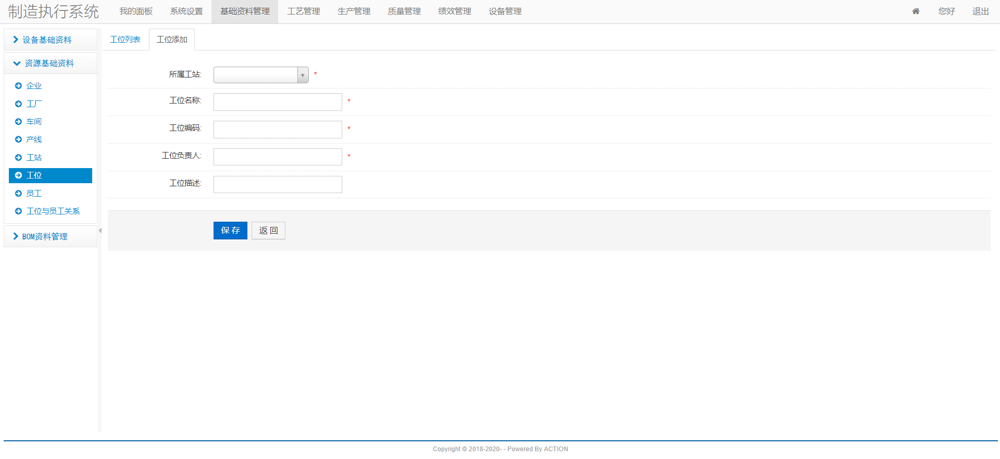 制造执行系统 我的面板 系统设置 基础资料管理 工艺管理 生产管理 质量管理 绩效管理 设备管理 您好 退出
设备基础资料
资源基础资料
企业
工厂
车间
产线
工站
工位
员工
工位与员工关系
BOM资料管理
工位列表 工位添加
所属工站: *
工位名称: *
工位编码: *
工位负责人: *
工位描述:
保 存 返 回
Copyright © 2018-2020- - Powered By ACTION